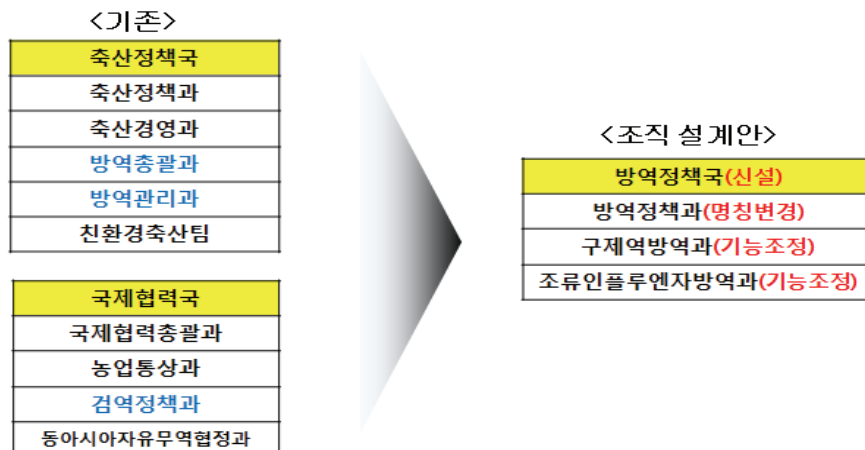 <기존>
축산정책국
축산정책과
축산경영과
방역총괄과
방역관리과
친환경축산팀
국제협력국
국제협력총괄과
농업통상과
검역정책과
동아시아자유무역협정과
<조직 설계안>
방역정책국(신설)
방역정책과(명칭변경)
구제역방역과(기능조정)
조류인플루엔자방역과(기능조정)